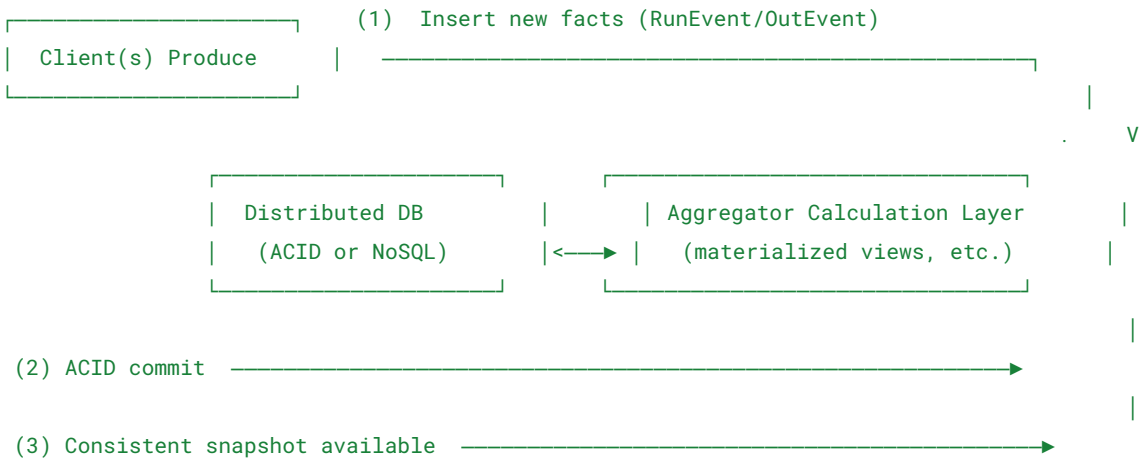 (1) Insert new facts (RunEvent/OutEvent)
Client(s) Produce
V
Distributed DB
Aggregator Calculation Layer
(ACID or NoSQL)
<---►
(materialized views, etc.)
(2) ACID commit
(3) Consistent snapshot available